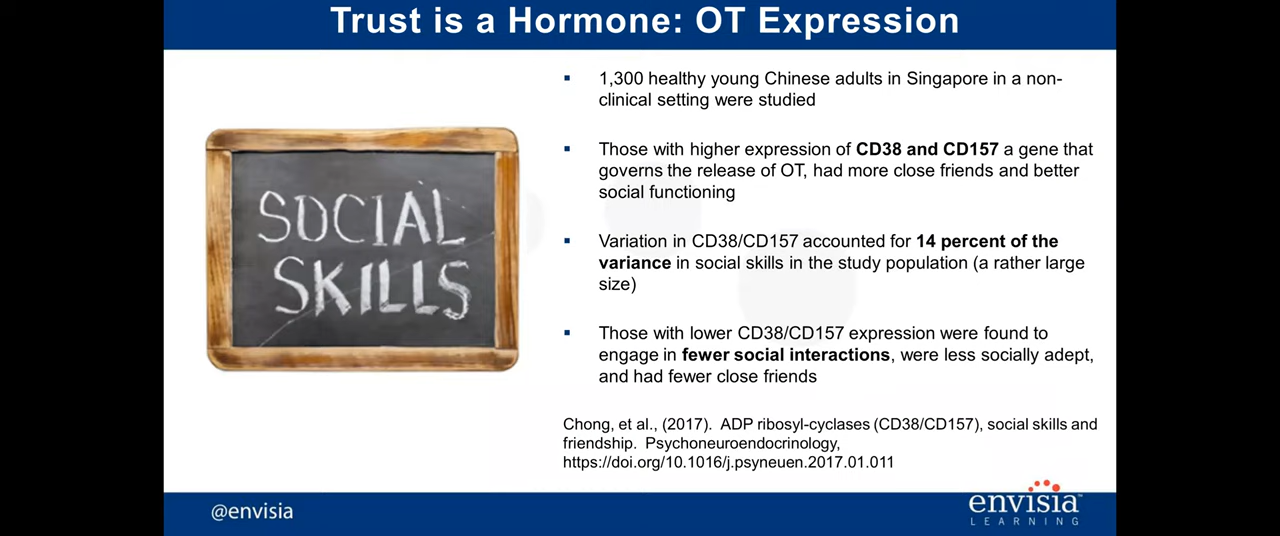 Trust is a Hormone: OT Expression
SOCIAL
SKILLS
▪ 1,300 healthy young Chinese adults in Singapore in a non-
clinical setting were studied
▪ Those with higher expression of CD38 and CD157 a gene that
governs the release of OT, had more close friends and better
social functioning
▪ Variation in CD38/CD157 accounted for 14 percent of the
variance in social skills in the study population (a rather large
size)
▪ Those with lower CD38/CD157 expression were found to
engage in fewer social interactions, were less socially adept,
and had fewer close friends
Chong, et al., (2017). ADP ribosyl-cyclases (CD38/CD157), social skills and
friendship. Psychoneuroendocrinology,
https://doi.org/10.1016/j.psyneuen.2017.01.011
@envisia
envisia™
LEARNING